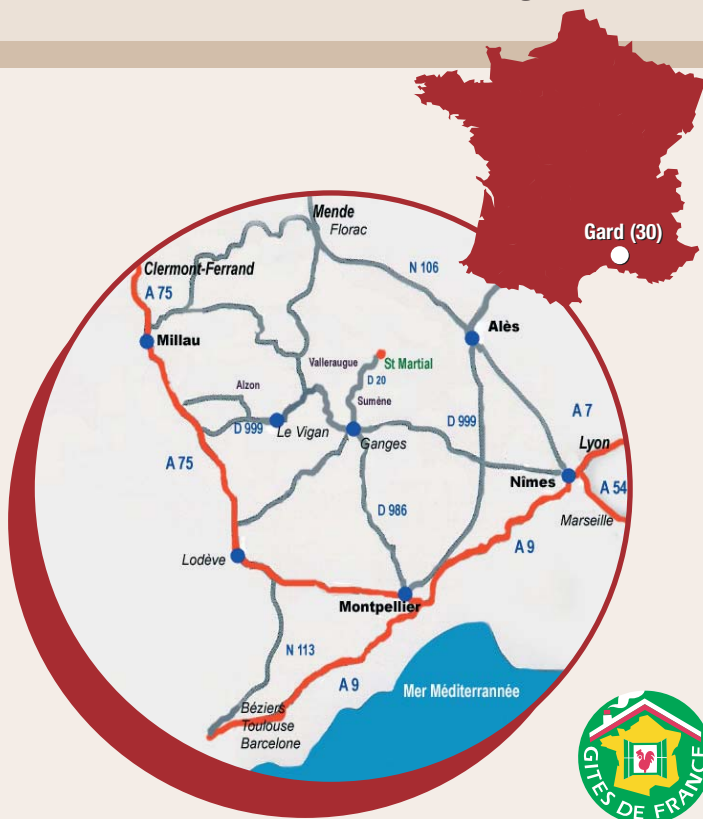 Gard (30)
Mende
Florac
N 106
Clermont-Ferrand
A 75
Millau
Alès
Valleraugue
St Martial
D 20
Alzon
Suméne
A 7
D 999
Le Vigan
Ganges
D 999
Lyon
A 75
Nîmes
A 54
D 986
Marseille
A 9
Lodève
Montpellier
N 113
A 9
Mer Méditerrannée
Béziers
Toulouse
Barcelone
GITES DE FRANCE